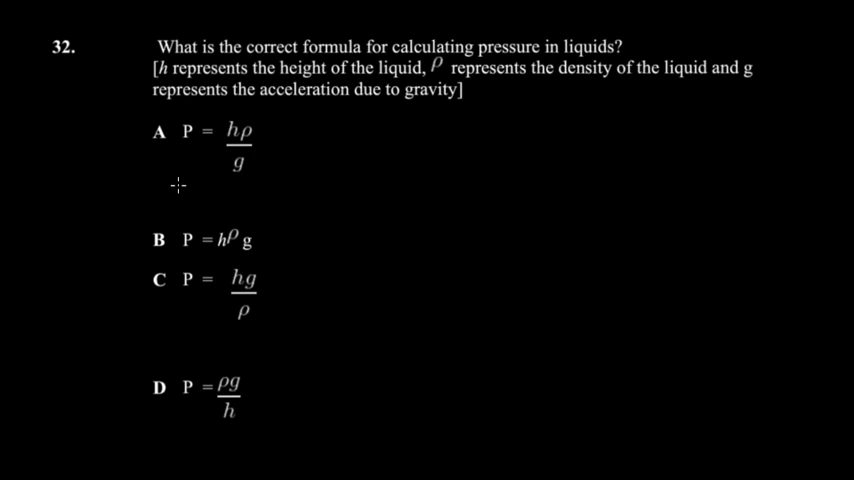 32. What is the correct formula for calculating pressure in liquids?
[h represents the height of the liquid, ρ represents the density of the liquid and g
represents the acceleration due to gravity]
A P = hρ
g
B P = hρ g
C P = hg
ρ
D P = ρg
h